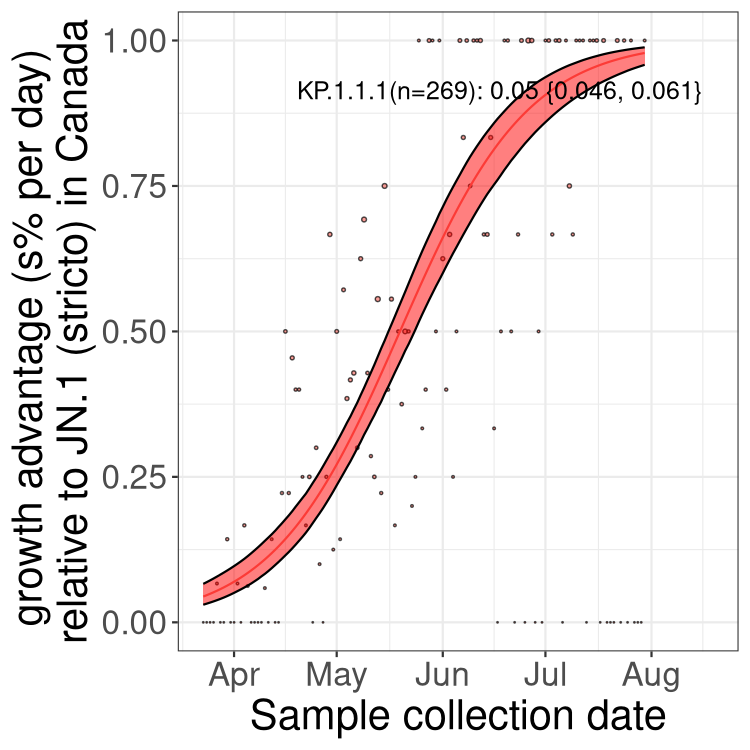 growth advantage (s% per day)
relative to JN.1 (stricto) in Canada
1.00
0.75
0.50
0.25
0.00
KP.1.1.1(n=269): 0.05 {0.046, 0.061}
Apr May Jun Jul Aug
Sample collection date